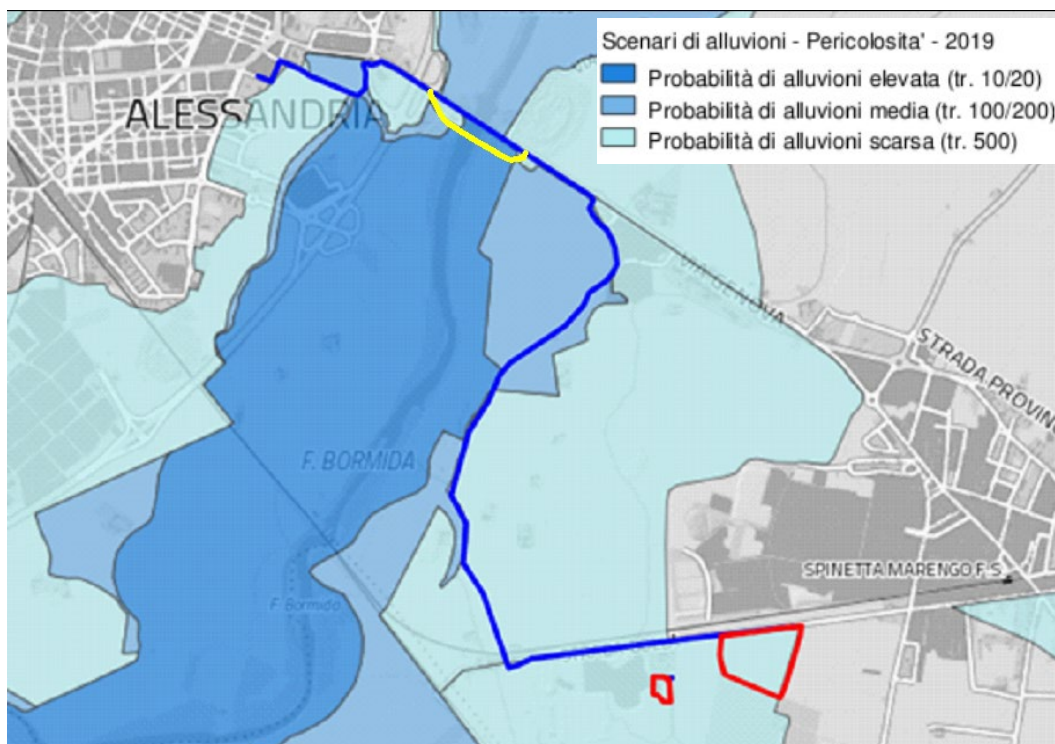 Scenari di alluvioni - Pericolosita' - 2019
Probabilità di alluvioni elevata (tr. 10/20)
Probabilità di alluvioni media (tr. 100/200)
Probabilità di alluvioni scarsa (tr. 500)
ALESSANDRIA
VIA GENOVA
STRADA PROVINC
F. BORMIDA
SPINETTA MARENGO F.S.
F. Bormida